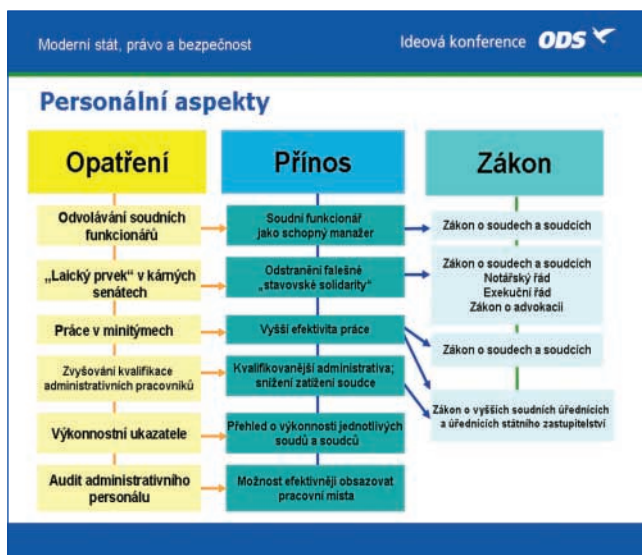 Moderní stát, právo a bezpečnost
Ideová konference ODS
Personální aspekty
Opatření
Přínos
Zákon
Odvolávání soudních
funkcionářů
Soudní funkcionář
jako schopný manažer
Zákon o soudech a soudcích
„Laický prvek“ v kárných
senátech
Odstranění falešné
„stavovské solidarity“
Zákon o soudech a soudcích
Notářský řád
Exekuční řád
Zákon o advokacii
Práce v minitýmech
Vyšší efektivita práce
Zákon o soudech a soudcích
Zvyšování kvalifikace
administrativních pracovníků
Kvalifikovanější administrativa;
snížení zatížení soudce
Zákon o vyšších soudních úřednících
a úřednících státního zastupitelství
Výkonnostní ukazatele
Přehled o výkonnosti jednotlivých
soudů a soudců
Audit administrativního
personálu
Možnost efektivněji obsazovat
pracovní místa